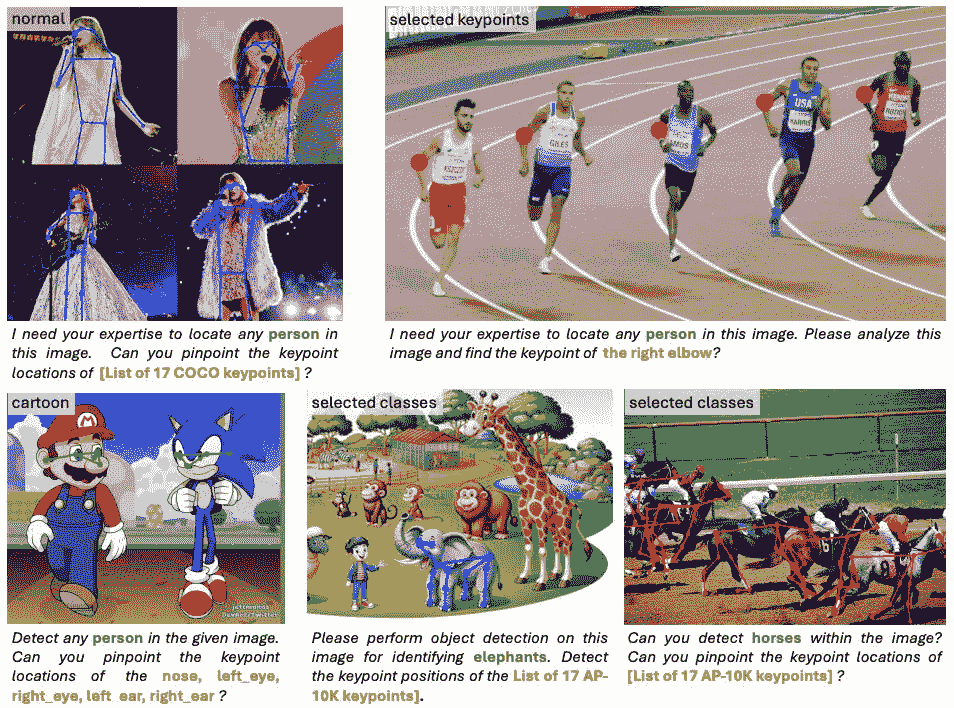 normal
selected keypoints
USA
HARRIS
GILES
I need your expertise to locate any person in
this image. Can you pinpoint the keypoint
locations of [List of 17 COCO keypoints] ?
I need your expertise to locate any person in this image. Please analyze this
image and find the keypoint of the right elbow?
cartoon
selected classes
selected classes
M
Detect any person in the given image.
Can you pinpoint the keypoint
locations of the nose, left_eye,
right_eye, left_ear, right_ear ?
Please perform object detection on this
image for identifying elephants. Detect
the keypoint positions of the List of 17 AP-
10K keypoints].
Can you detect horses within the image?
Can you pinpoint the keypoint locations of
[List of 17 AP-10K keypoints] ?